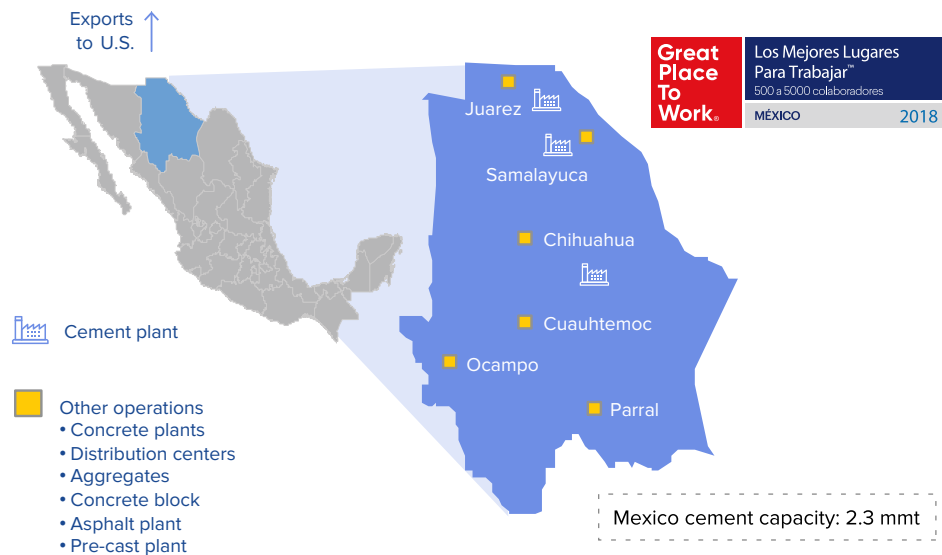 Exports
to U.S.
Great
Place
To
Work®
Los Mejores Lugares
Para Trabajar™
500 a 5000 colaboradores
MÉXICO 2018
Juarez
Samalayuca
Chihuahua
Cuauhtemoc
Ocampo
Parral
Cement plant
Other operations
• Concrete plants
• Distribution centers
• Aggregates
• Concrete block
• Asphalt plant
• Pre-cast plant
Mexico cement capacity: 2.3 mmt